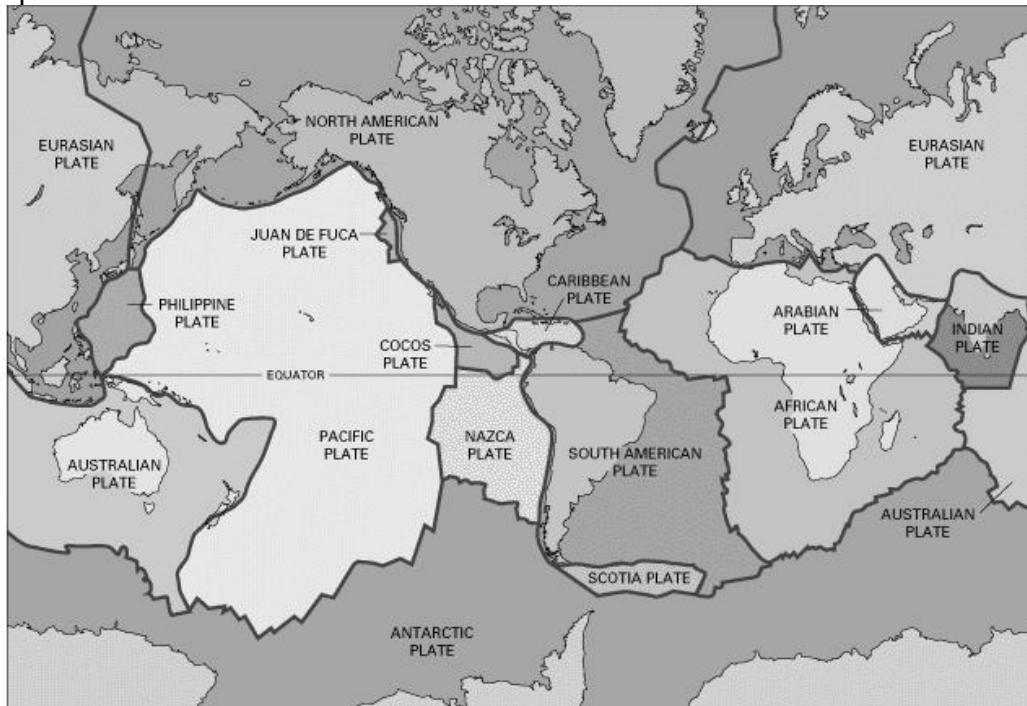 NORTH AMERICAN
PLATE
EURASIAN
PLATE
EURASIAN
PLATE
JUAN DE FUCA
PLATE
CARIBBEAN
PLATE
PHILIPPINE
PLATE
ARABIAN
PLATE
INDIAN
PLATE
COCOS
PLATE
EQUATOR
AFRICAN
PLATE
PACIFIC
PLATE
NAZCA
PLATE
SOUTH AMERICAN
PLATE
AUSTRALIAN
PLATE
AUSTRALIAN
PLATE
SCOTIA PLATE
ANTARCTIC
PLATE